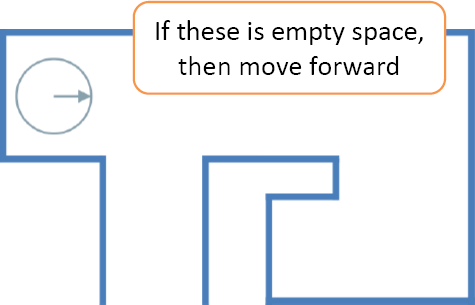 If these is empty space,
then move forward